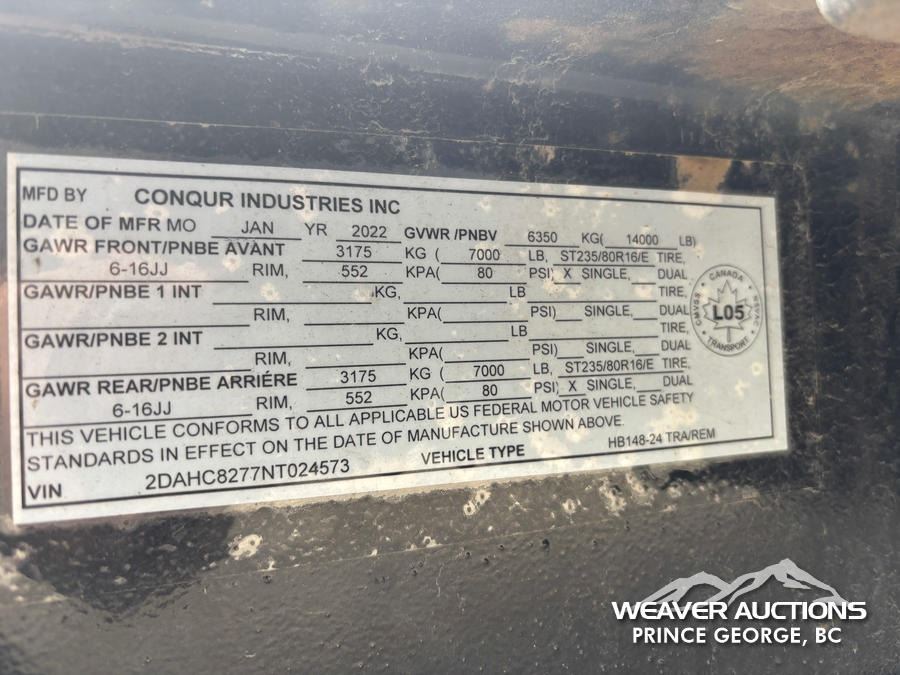 MFD BY CONQUR INDUSTRIES INC
DATE OF MFR MO JAN YR 2022 GVWR /PNBV 6350 KG( 14000 LB)
GAWR FRONT/PNBE AVANT 3175 KG ( 7000 LB, ST235/80R16/E TIRE,
6-16JJ RIM, 552 KPA( 80 PSI) X SINGLE, DUAL
GAWR/PNBE 1 INT KG, LB TIRE,
RIM, KPA( PSI) SINGLE, DUAL
GAWR/PNBE 2 INT KG, LB TIRE,
RIM, KPA( PSI) SINGLE, DUAL
GAWR REAR/PNBE ARRIÉRE 3175 KG ( 7000 LB, ST235/80R16/E TIRE,
6-16JJ RIM, 552 KPA( 80 PSI) X SINGLE, DUAL
THIS VEHICLE CONFORMS TO ALL APPLICABLE US FEDERAL MOTOR VEHICLE SAFETY
STANDARDS IN EFFECT ON THE DATE OF MANUFACTURE SHOWN ABOVE.
VIN 2DAHC8277NT024573 VEHICLE TYPE HB148-24 TRA/REM
CANADA
CMVSS L05 NSVAC
TRANSPORT
WEAVER AUCTIONS
PRINCE GEORGE, BC